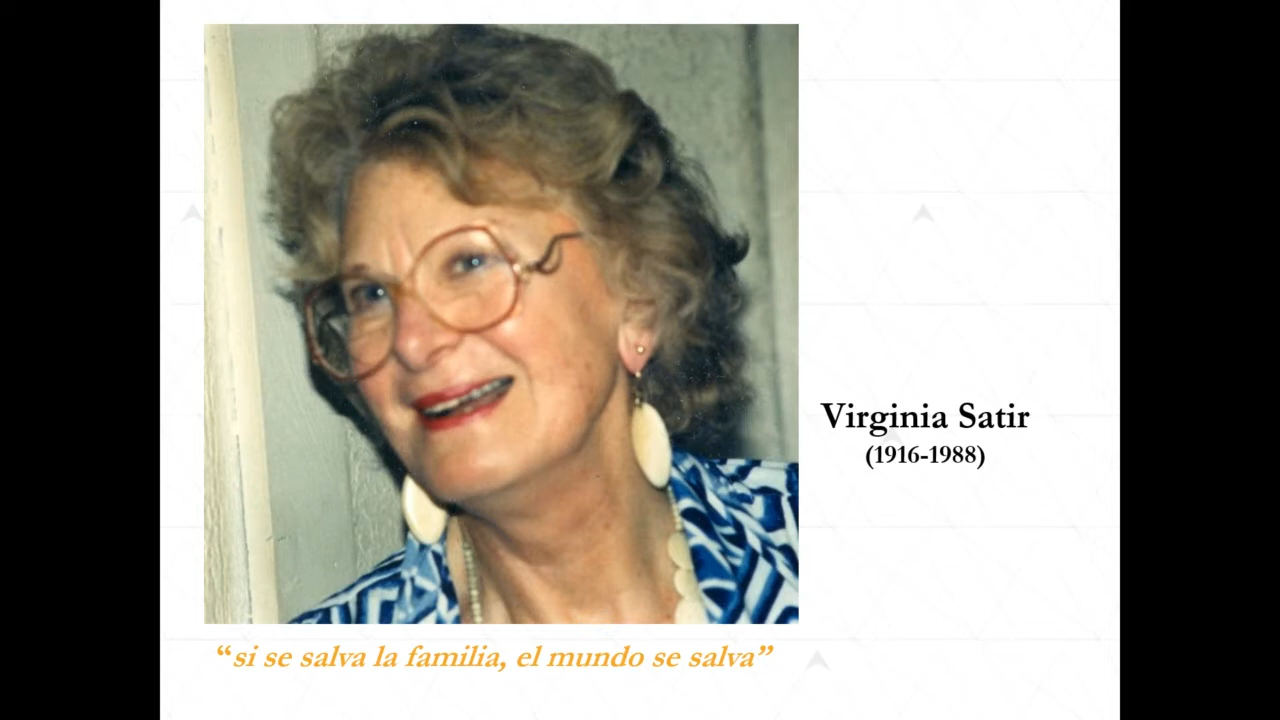 Virginia Satir
(1916-1988)
“si se salva la familia, el mundo se salva”